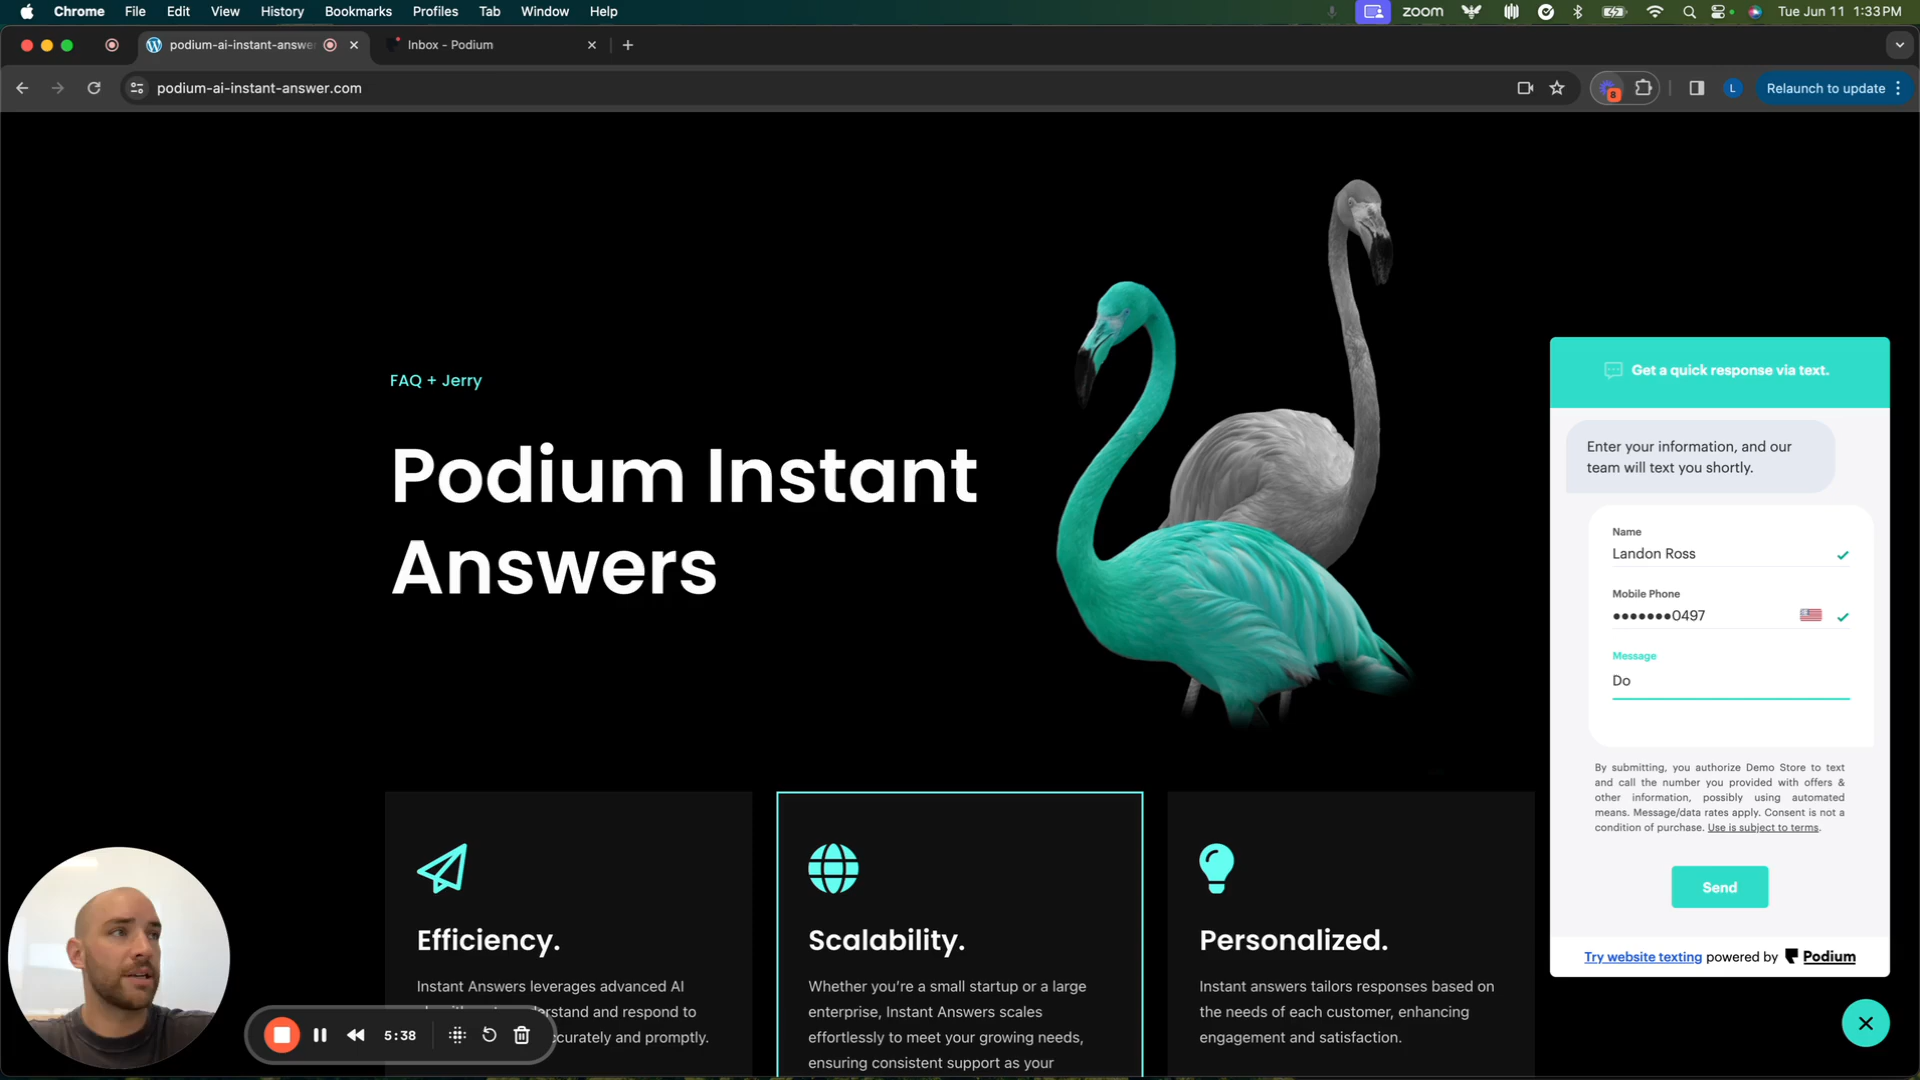 Chrome File Edit View History Bookmarks Profiles Tab Window Help zoom Tue Jun 11 1:33 PM
podium-ai-instant-answer Inbox - Podium
podium-ai-instant-answer.com 8 L Relaunch to update
FAQ + Jerry
Podium Instant
Answers
Efficiency.
Instant Answers leverages advanced AI
rstand and respond to
ccurately and promptly.
Scalability.
Whether you're a small startup or a large
enterprise, Instant Answers scales
effortlessly to meet your growing needs,
ensuring consistent support as your
Personalized.
Instant answers tailors responses based on
the needs of each customer, enhancing
engagement and satisfaction.
Get a quick response via text.
Enter your information, and our
team will text you shortly.
Name
Landon Ross
Mobile Phone
•••••••0497
Message
Do
By submitting, you authorize Demo Store to text
and call the number you provided with offers &
other information, possibly using automated
means. Message/data rates apply. Consent is not a
condition of purchase. Use is subject to terms.
Send
Try website texting powered by Podium
5:38